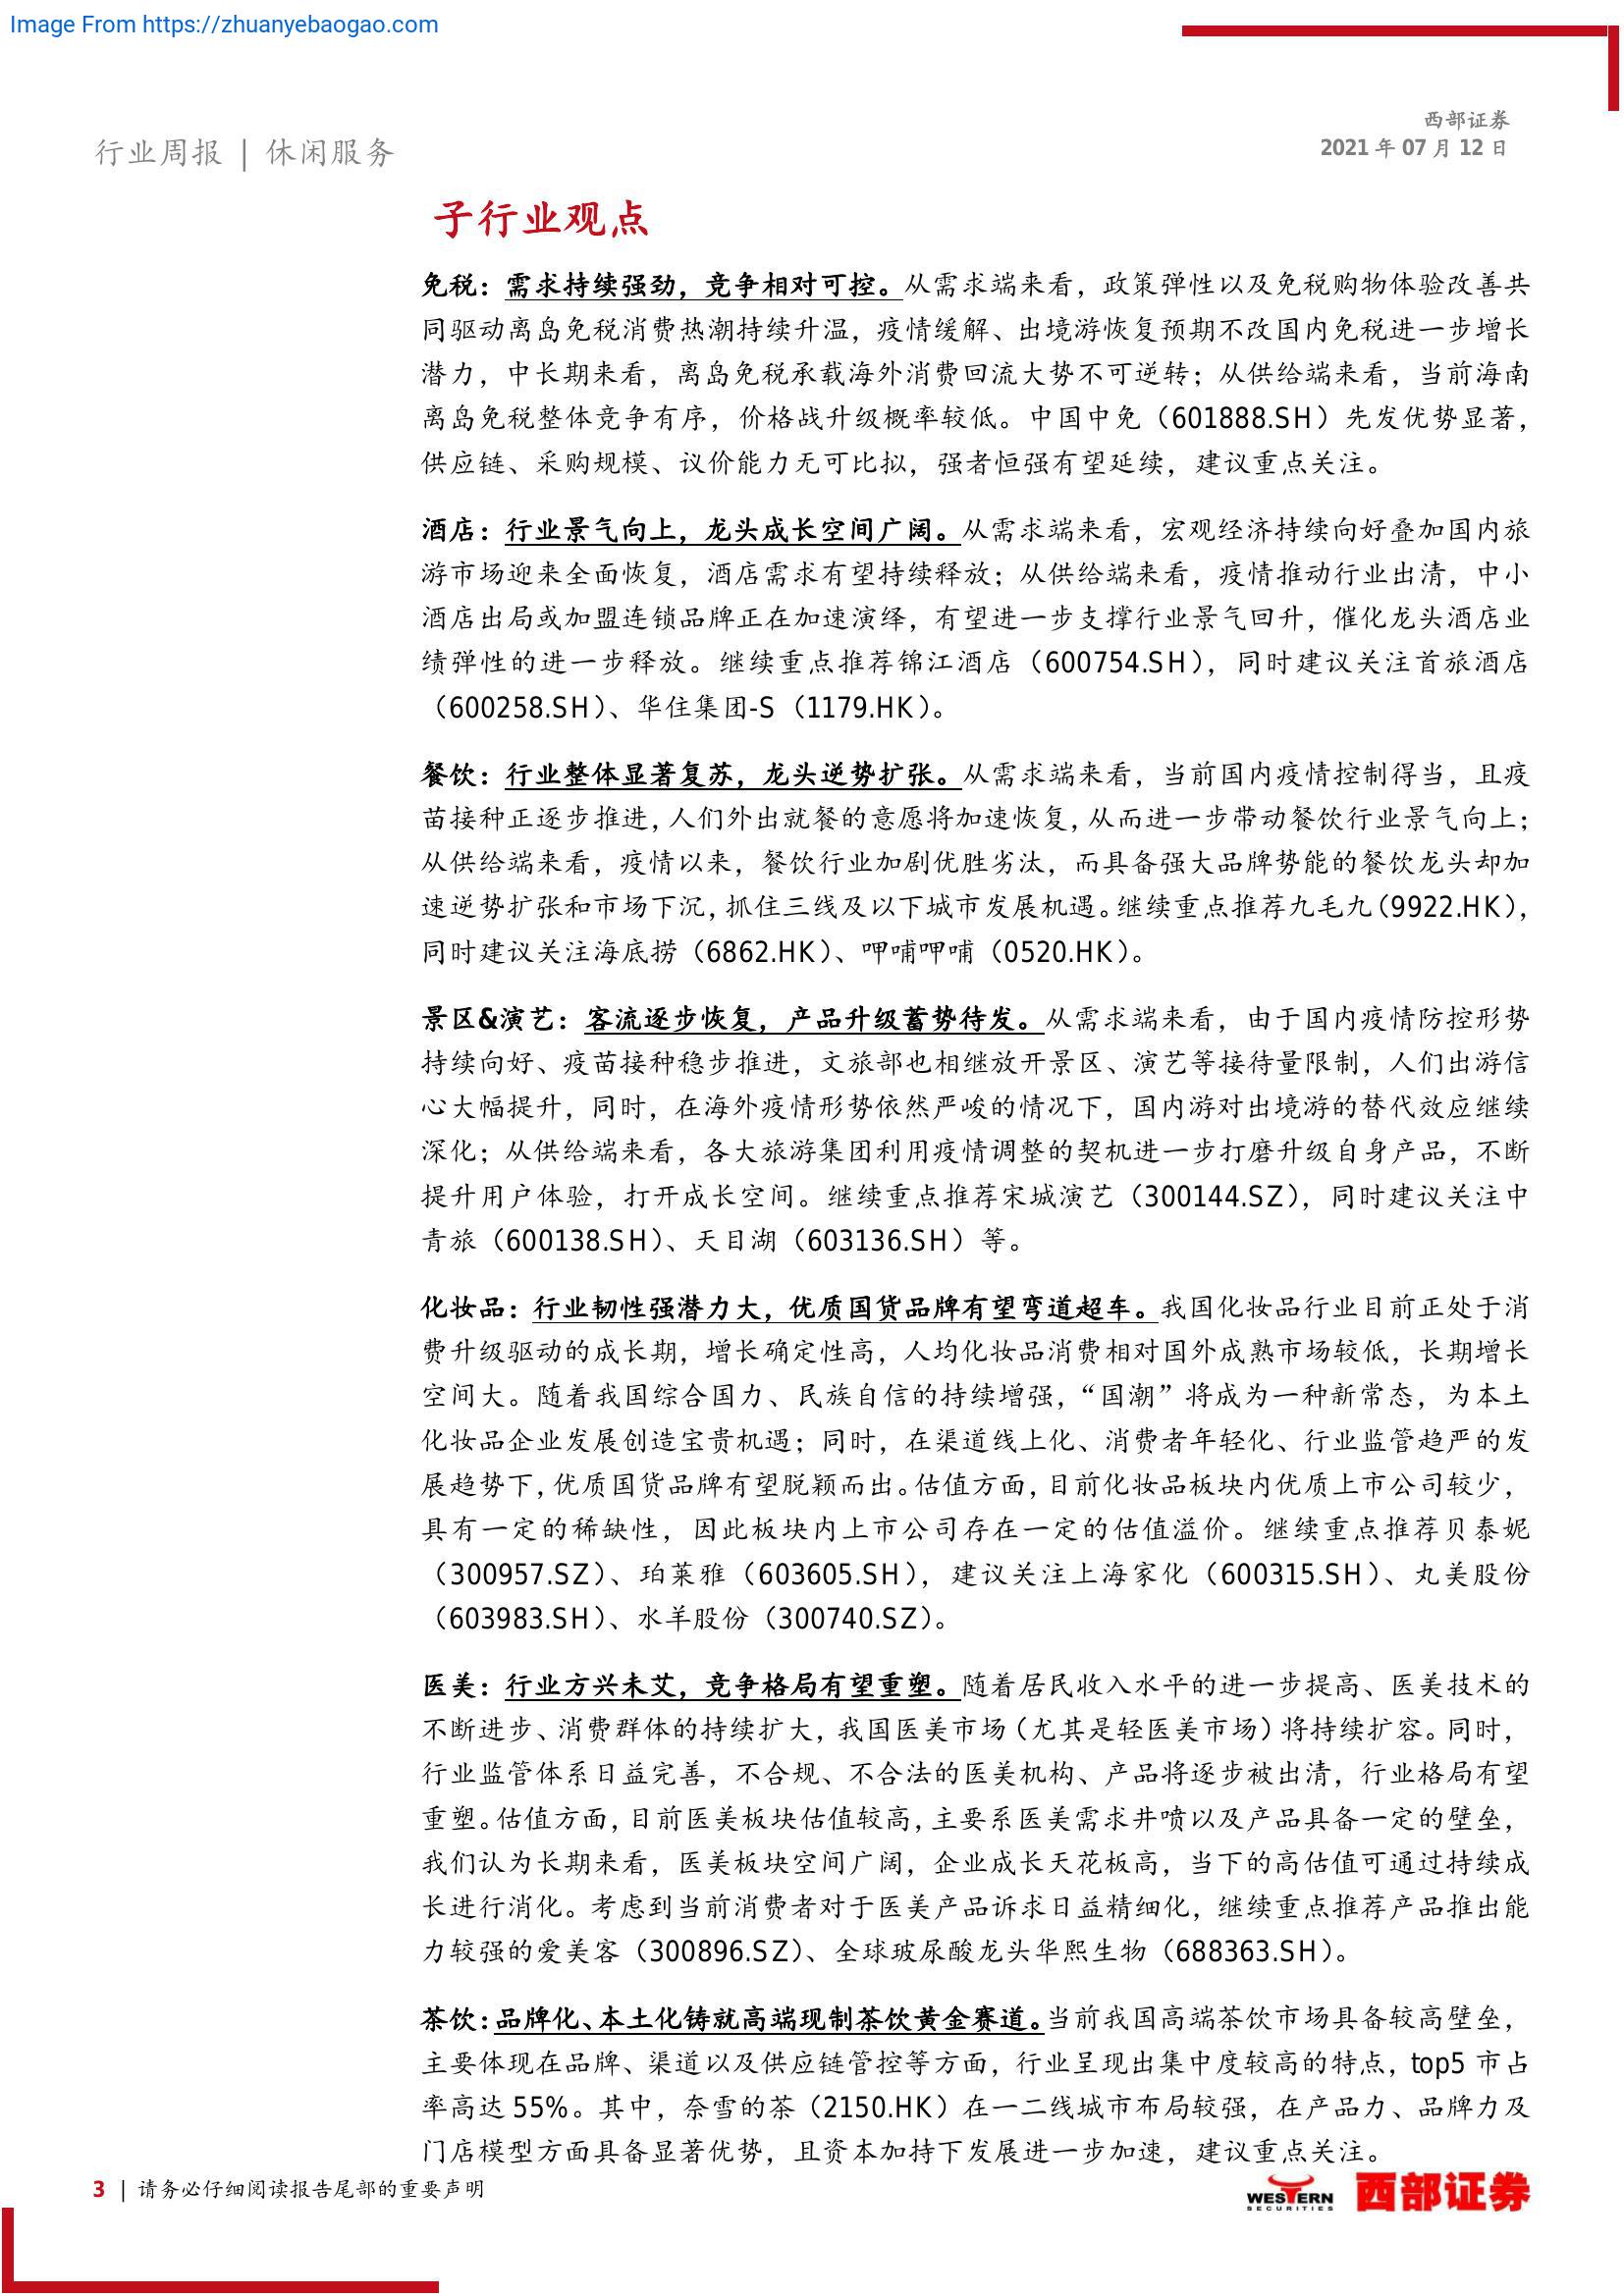 Image From https://zhuanyebaogao.com
行业周报 | 休闲服务
西部证券
2021 年 07 月 12 日
子行业观点
免税：需求持续强劲，竞争相对可控。从需求端来看，政策弹性以及免税购物体验改善共
同驱动离岛免税消费热潮持续升温，疫情缓解、出境游恢复预期不改国内免税进一步增长
潜力，中长期来看，离岛免税承载海外消费回流大势不可逆转；从供给端来看，当前海南
离岛免税整体竞争有序，价格战升级概率较低。中国中免（601888.SH）先发优势显著，
供应链、采购规模、议价能力无可比拟，强者恒强有望延续，建议重点关注。
酒店：行业景气向上，龙头成长空间广阔。从需求端来看，宏观经济持续向好叠加国内旅
游市场迎来全面恢复，酒店需求有望持续释放；从供给端来看，疫情推动行业出清，中小
酒店出局或加盟连锁品牌正在加速演绎，有望进一步支撑行业景气回升，催化龙头酒店业
绩弹性的进一步释放。继续重点推荐锦江酒店（600754.SH），同时建议关注首旅酒店
（600258.SH）、华住集团-S（1179.HK）。
餐饮：行业整体显著复苏，龙头逆势扩张。从需求端来看，当前国内疫情控制得当，且疫
苗接种正逐步推进，人们外出就餐的意愿将加速恢复，从而进一步带动餐饮行业景气向上；
从供给端来看，疫情以来，餐饮行业加剧优胜劣汰，而具备强大品牌势能的餐饮龙头却加
速逆势扩张和市场下沉，抓住三线及以下城市发展机遇。继续重点推荐九毛九（9922.HK），
同时建议关注海底捞（6862.HK）、呷哺呷哺（0520.HK）。
景区&演艺：客流逐步恢复，产品升级蓄势待发。从需求端来看，由于国内疫情防控形势
持续向好、疫苗接种稳步推进，文旅部也相继放开景区、演艺等接待量限制，人们出游信
心大幅提升，同时，在海外疫情形势依然严峻的情况下，国内游对出境游的替代效应继续
深化；从供给端来看，各大旅游集团利用疫情调整的契机进一步打磨升级自身产品，不断
提升用户体验，打开成长空间。继续重点推荐宋城演艺（300144.SZ），同时建议关注中
青旅（600138.SH）、天目湖（603136.SH）等。
化妆品：行业韧性强潜力大，优质国货品牌有望弯道超车。我国化妆品行业目前正处于消
费升级驱动的成长期，增长确定性高，人均化妆品消费相对国外成熟市场较低，长期增长
空间大。随着我国综合国力、民族自信的持续增强，“国潮”将成为一种新常态，为本土
化妆品企业发展创造宝贵机遇；同时，在渠道线上化、消费者年轻化、行业监管趋严的发
展趋势下，优质国货品牌有望脱颖而出。估值方面，目前化妆品板块内优质上市公司较少，
具有一定的稀缺性，因此板块内上市公司存在一定的估值溢价。继续重点推荐贝泰妮
（300957.SZ）、珀莱雅（603605.SH），建议关注上海家化（600315.SH）、丸美股份
（603983.SH）、水羊股份（300740.SZ）。
医美：行业方兴未艾，竞争格局有望重塑。随着居民收入水平的进一步提高、医美技术的
不断进步、消费群体的持续扩大，我国医美市场（尤其是轻医美市场）将持续扩容。同时，
行业监管体系日益完善，不合规、不合法的医美机构、产品将逐步被出清，行业格局有望
重塑。估值方面，目前医美板块估值较高，主要系医美需求井喷以及产品具备一定的壁垒，
我们认为长期来看，医美板块空间广阔，企业成长天花板高，当下的高估值可通过持续成
长进行消化。考虑到当前消费者对于医美产品诉求日益精细化，继续重点推荐产品推出能
力较强的爱美客（300896.SZ）、全球玻尿酸龙头华熙生物（688363.SH）。
茶饮：品牌化、本土化铸就高端现制茶饮黄金赛道。当前我国高端茶饮市场具备较高壁垒，
主要体现在品牌、渠道以及供应链管控等方面，行业呈现出集中度较高的特点，top5 市占
率高达 55%。其中，奈雪的茶（2150.HK）在一二线城市布局较强，在产品力、品牌力及
门店模型方面具备显著优势，且资本加持下发展进一步加速，建议重点关注。
3 | 请务必仔细阅读报告尾部的重要声明
WESTERN
SECURITIES
西部证券